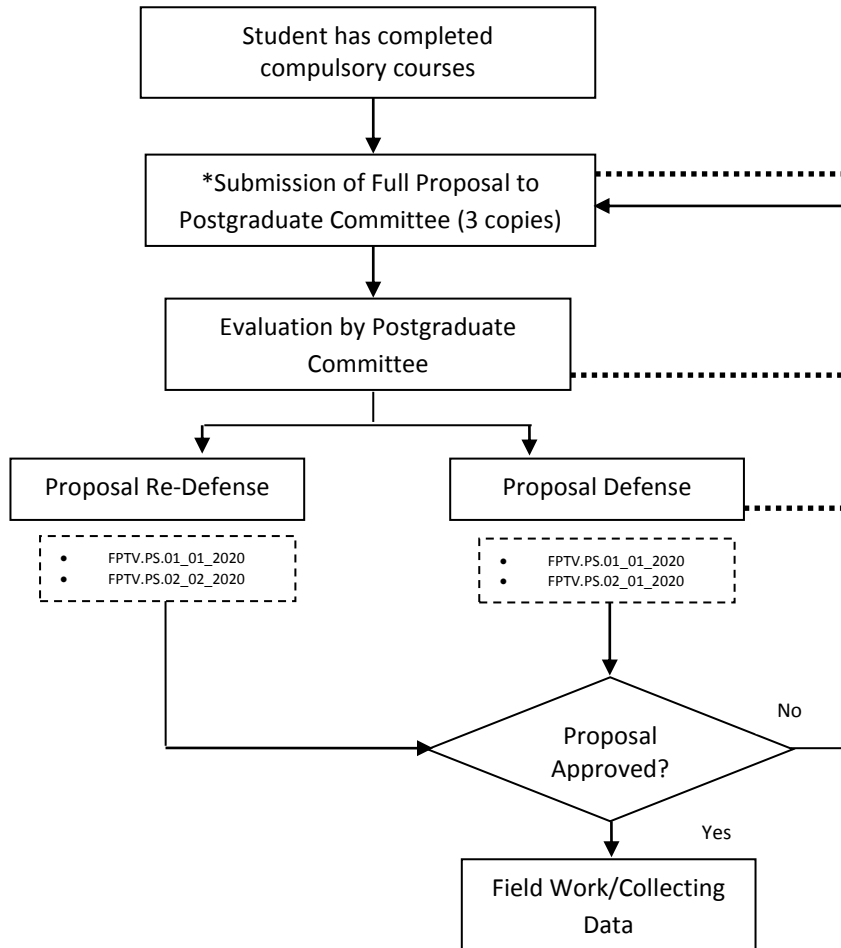 Student has completed
compulsory courses
*Submission of Full Proposal to
Postgraduate Committee (3 copies)
Evaluation by Postgraduate
Committee
Proposal Re-Defense
Proposal Defense
• FPTV.PS.01_01_2020
• FPTV.PS.02_02_2020
• FPTV.PS.01_01_2020
• FPTV.PS.02_01_2020
Proposal
Approved?
No
Yes
Field Work/Collecting
Data